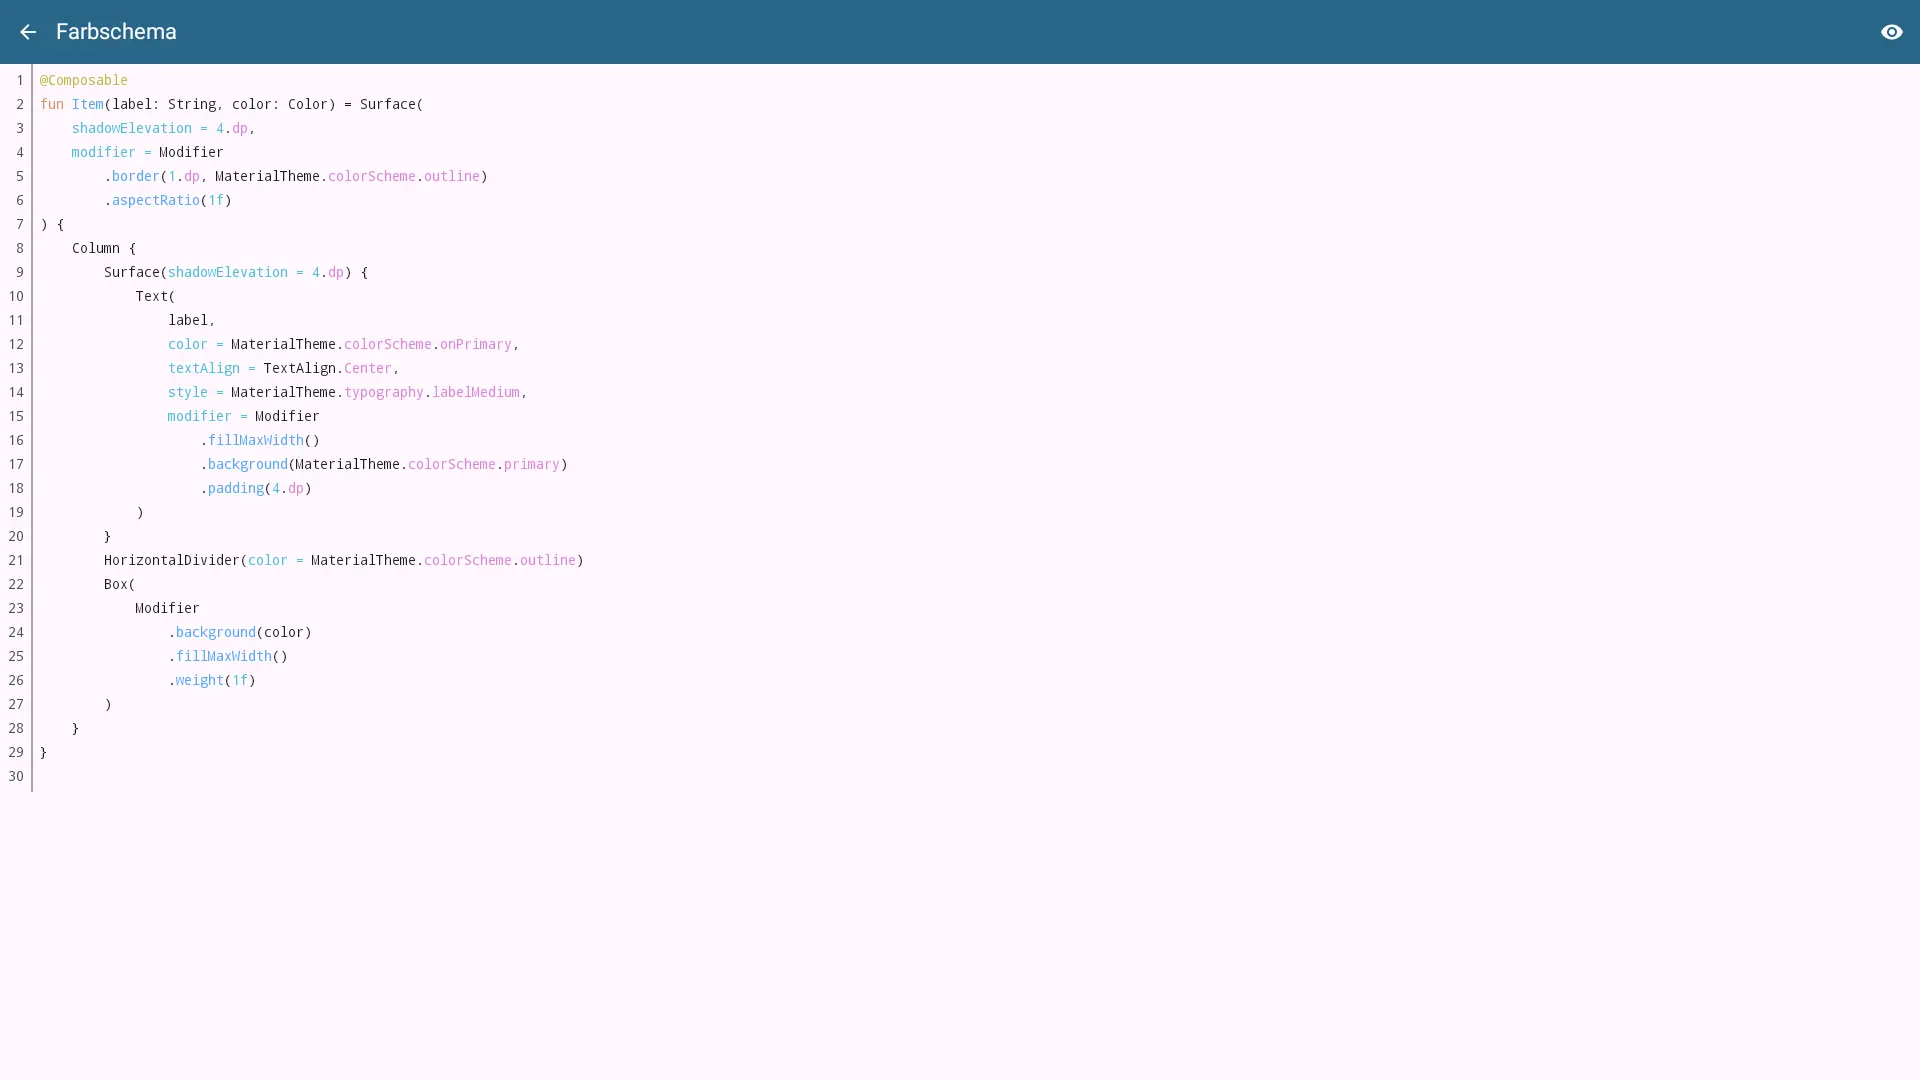 Farbschema
1 @Composable
2 fun Item(label: String, color: Color) = Surface(
3     shadowElevation = 4.dp,
4     modifier = Modifier
5         .border(1.dp, MaterialTheme.colorScheme.outline)
6         .aspectRatio(1f)
7 ) {
8     Column {
9         Surface(shadowElevation = 4.dp) {
10             Text(
11                 label,
12                 color = MaterialTheme.colorScheme.onPrimary,
13                 textAlign = TextAlign.Center,
14                 style = MaterialTheme.typography.labelMedium,
15                 modifier = Modifier
16                     .fillMaxWidth()
17                     .background(MaterialTheme.colorScheme.primary)
18                     .padding(4.dp)
19             )
20         }
21         HorizontalDivider(color = MaterialTheme.colorScheme.outline)
22         Box(
23             Modifier
24                 .background(color)
25                 .fillMaxWidth()
26                 .weight(1f)
27         )
28     }
29 }
30